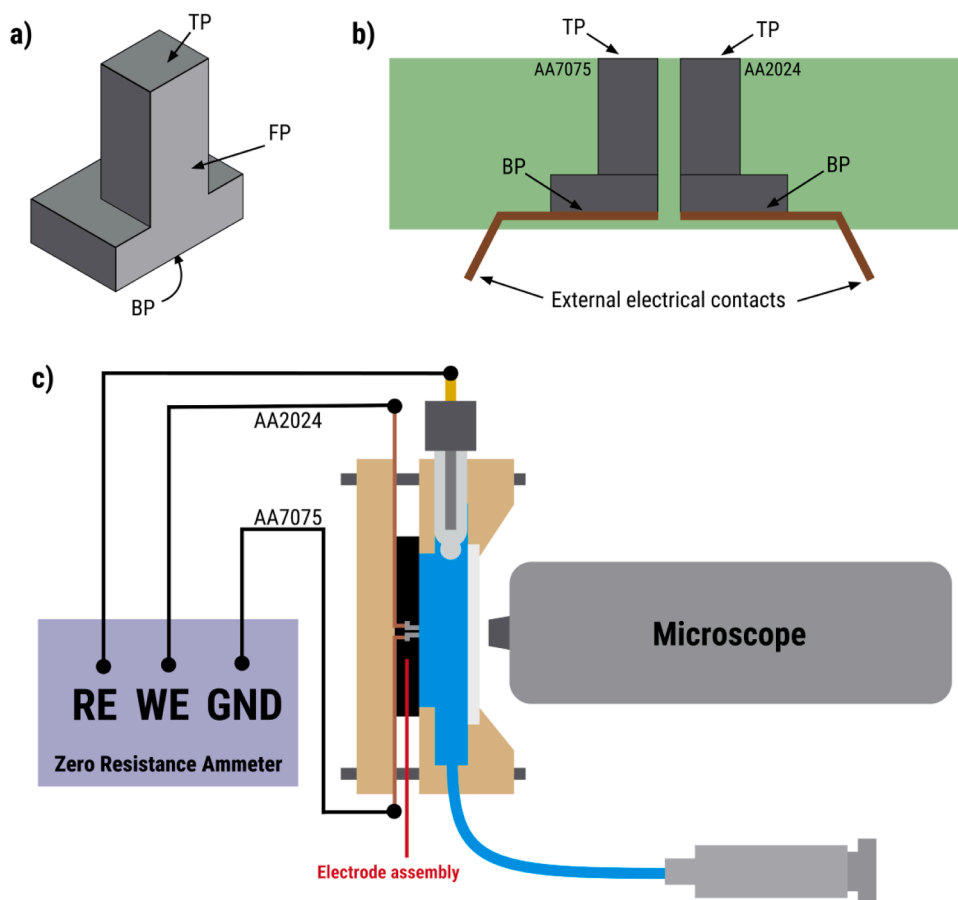 a)
TP
FP
BP
b)
TP
TP
AA7075
AA2024
BP
BP
External electrical contacts
c)
AA2024
AA7075
RE WE GND
Zero Resistance Ammeter
Microscope
Electrode assembly